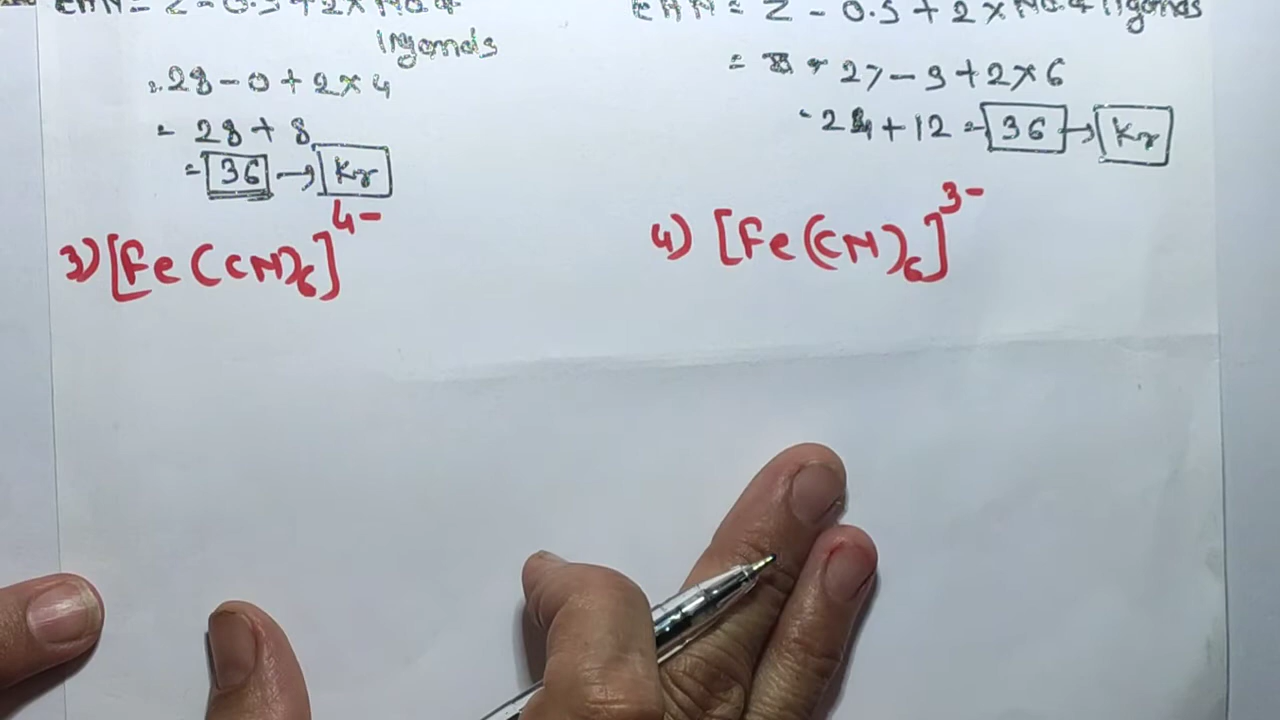 EAN = Z - O.S + 2 x No. of
ligands
= 28 - 0 + 2 x 4
= 28 + 8
= 36 → Kr
EAN = Z - O.S + 2 x No. of ligands
= 27 - 3 + 2 x 6
= 24 + 12 = 36 → Kr
3) [Fe(CN)6]4-
4) [Fe(CN)6]3-